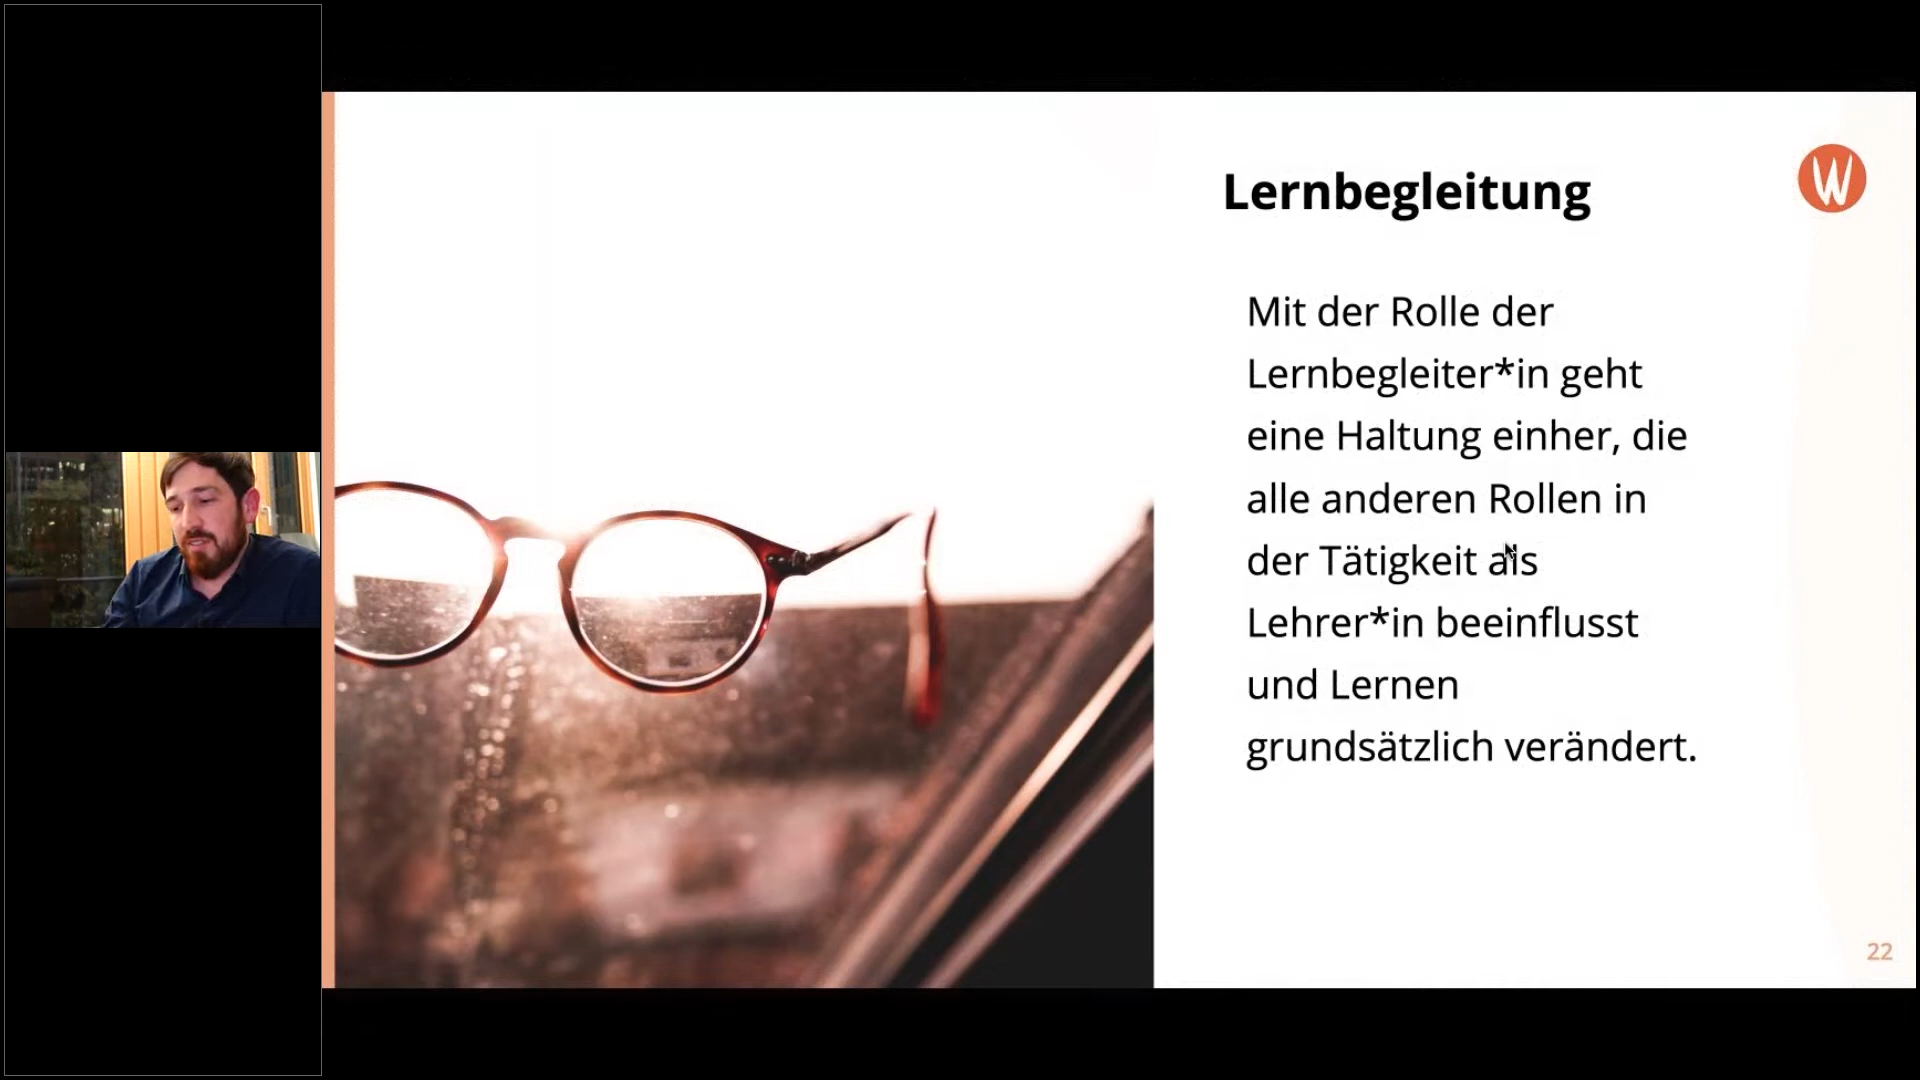 Lernbegleitung
W
Mit der Rolle der
Lernbegleiter*in geht
eine Haltung einher, die
alle anderen Rollen in
der Tätigkeit als
Lehrer*in beeinflusst
und Lernen
grundsätzlich verändert.
22